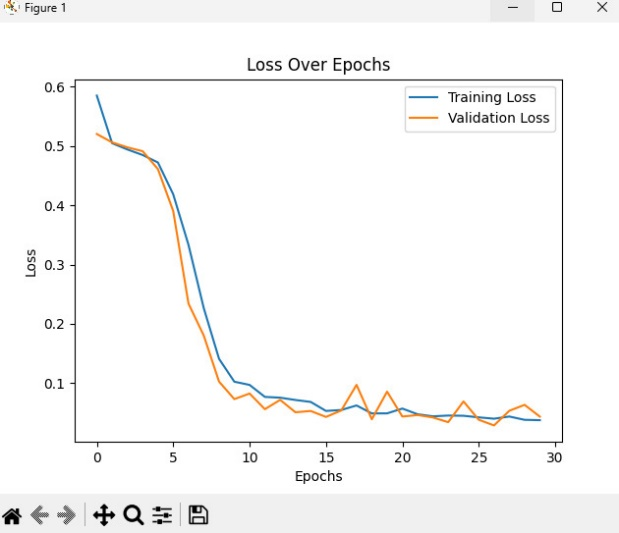 Figure 1
Loss Over Epochs
Training Loss
Validation Loss
0.6
0.5
0.4
0.3
0.2
0.1
Loss
0 5 10 15 20 25 30
Epochs